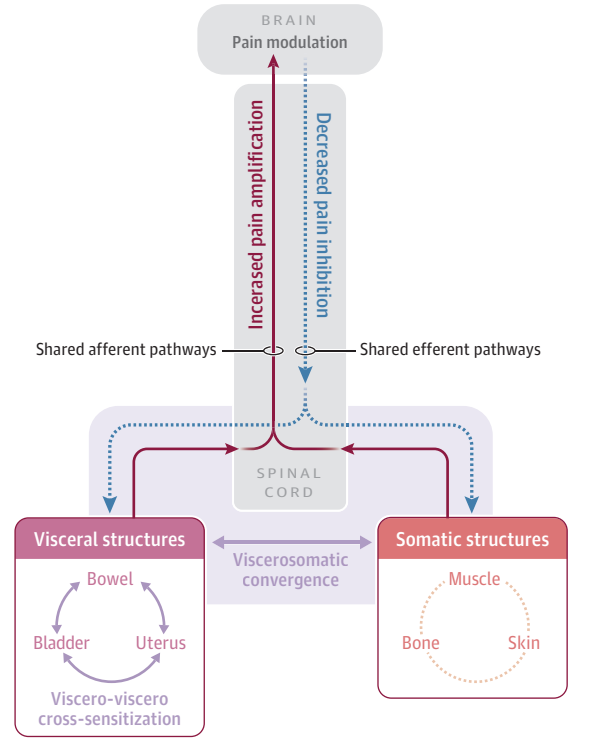 BRAIN
Pain modulation
Incerased pain amplification
Decreased pain inhibition
Shared afferent pathways
Shared efferent pathways
SPINAL
CORD
Visceral structures
Bowel
Bladder
Uterus
Viscero-viscero
cross-sensitization
Viscerosomatic
convergence
Somatic structures
Muscle
Bone
Skin